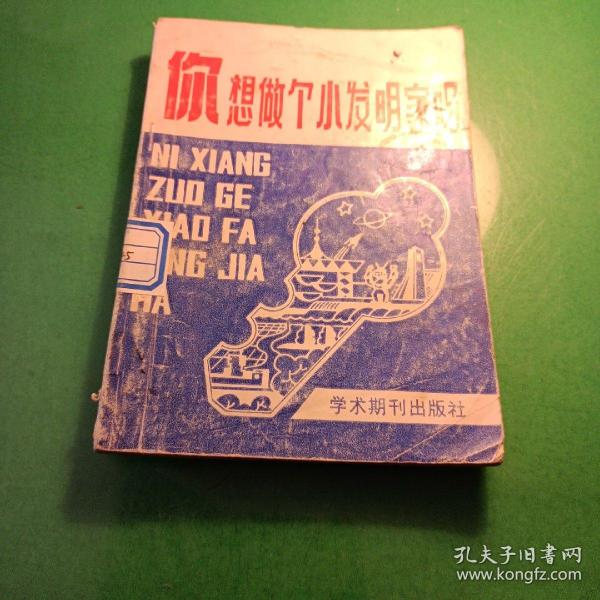 你想做个小发明家吗
NI XIANG
ZUO GE
XIAO FA
ING JIA
MA
学术期刊出版社
孔夫子旧书网
www.kongfz.com